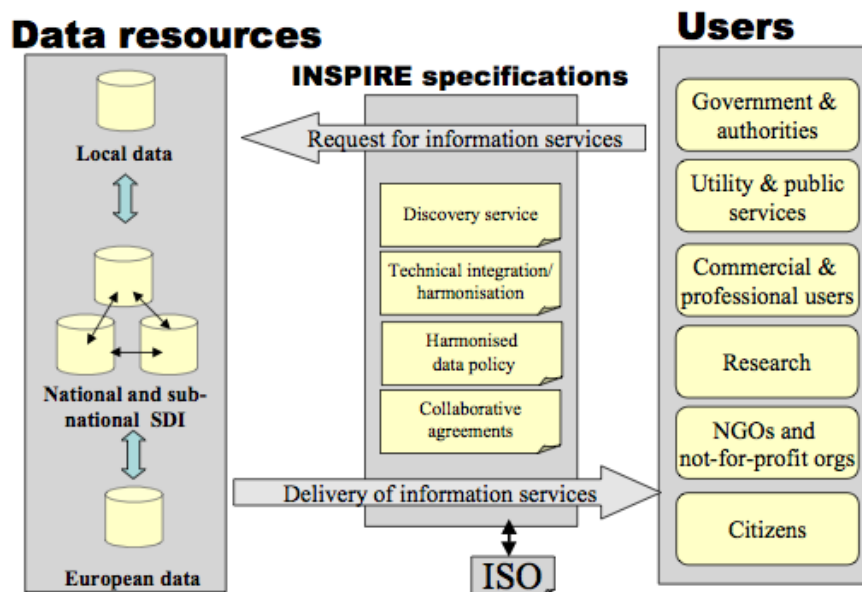 Data resources
Users
INSPIRE specifications
Local data
National and sub-
national SDI
European data
Request for information services
Discovery service
Technical integration/
harmonisation
Harmonised
data policy
Collaborative
agreements
Delivery of information services
ISO
Government &
authorities
Utility & public
services
Commercial &
professional users
Research
NGOs and
not-for-profit orgs
Citizens